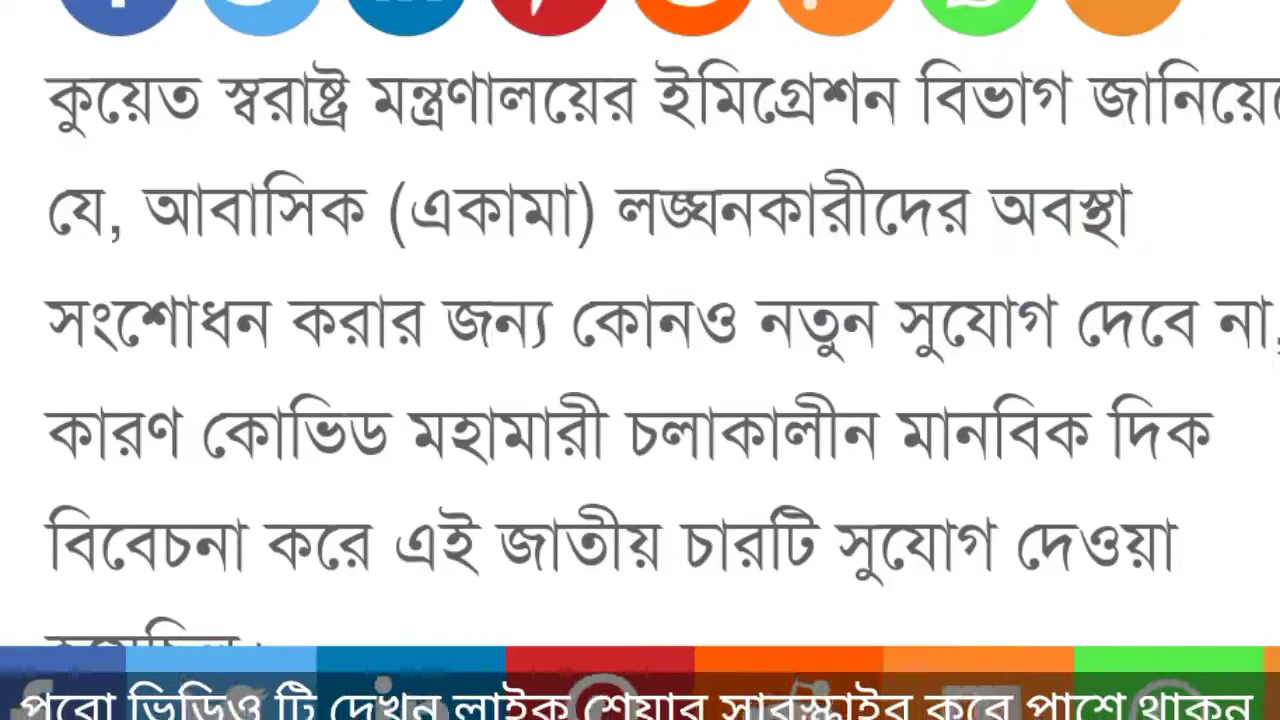 কুয়েত স্বরাষ্ট্র মন্ত্রণালয়ের ইমিগ্রেশন বিভাগ
যে, আবাসিক (একামা) লঙ্ঘনকারীদের অবস্থা
সংশোধন করার জন্য কোনও নতুন সুযোগ দেবে না,
কারণ কোভিড মহামারী চলাকালীন মানবিক দিক
বিবেচনা করে এই জাতীয় চারটি সুযোগ দেওয়া
পুরো ভিডিও টি দেখুন লাইক শেয়ার সাবস্ক্রাইব করে পাশে থাকুন